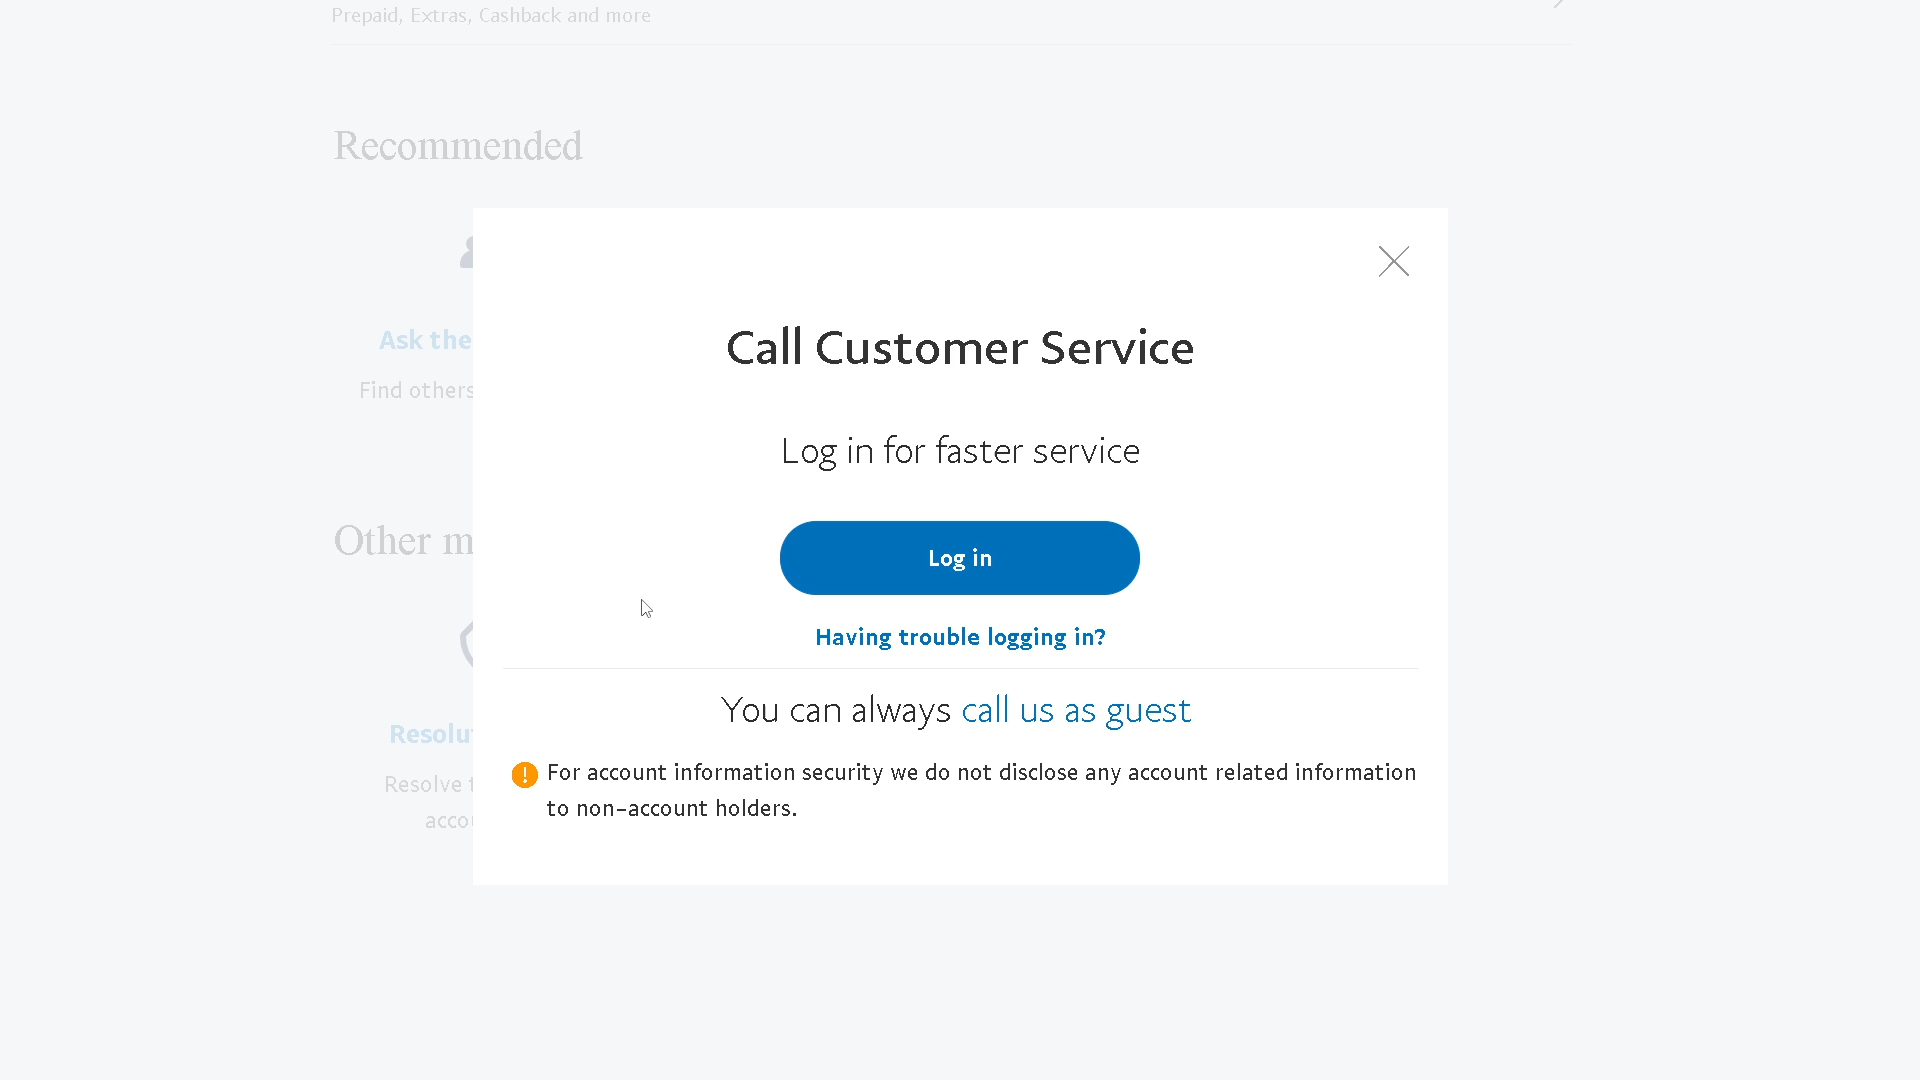 Prepaid, Extras, Cashback and more
Recommended
Ask the
Find others
Other
Resolve
Call Customer Service
Log in for faster service
Log in
Having trouble logging in?
You can always call us as guest
For account information security we do not disclose any account related information
to non-account holders.